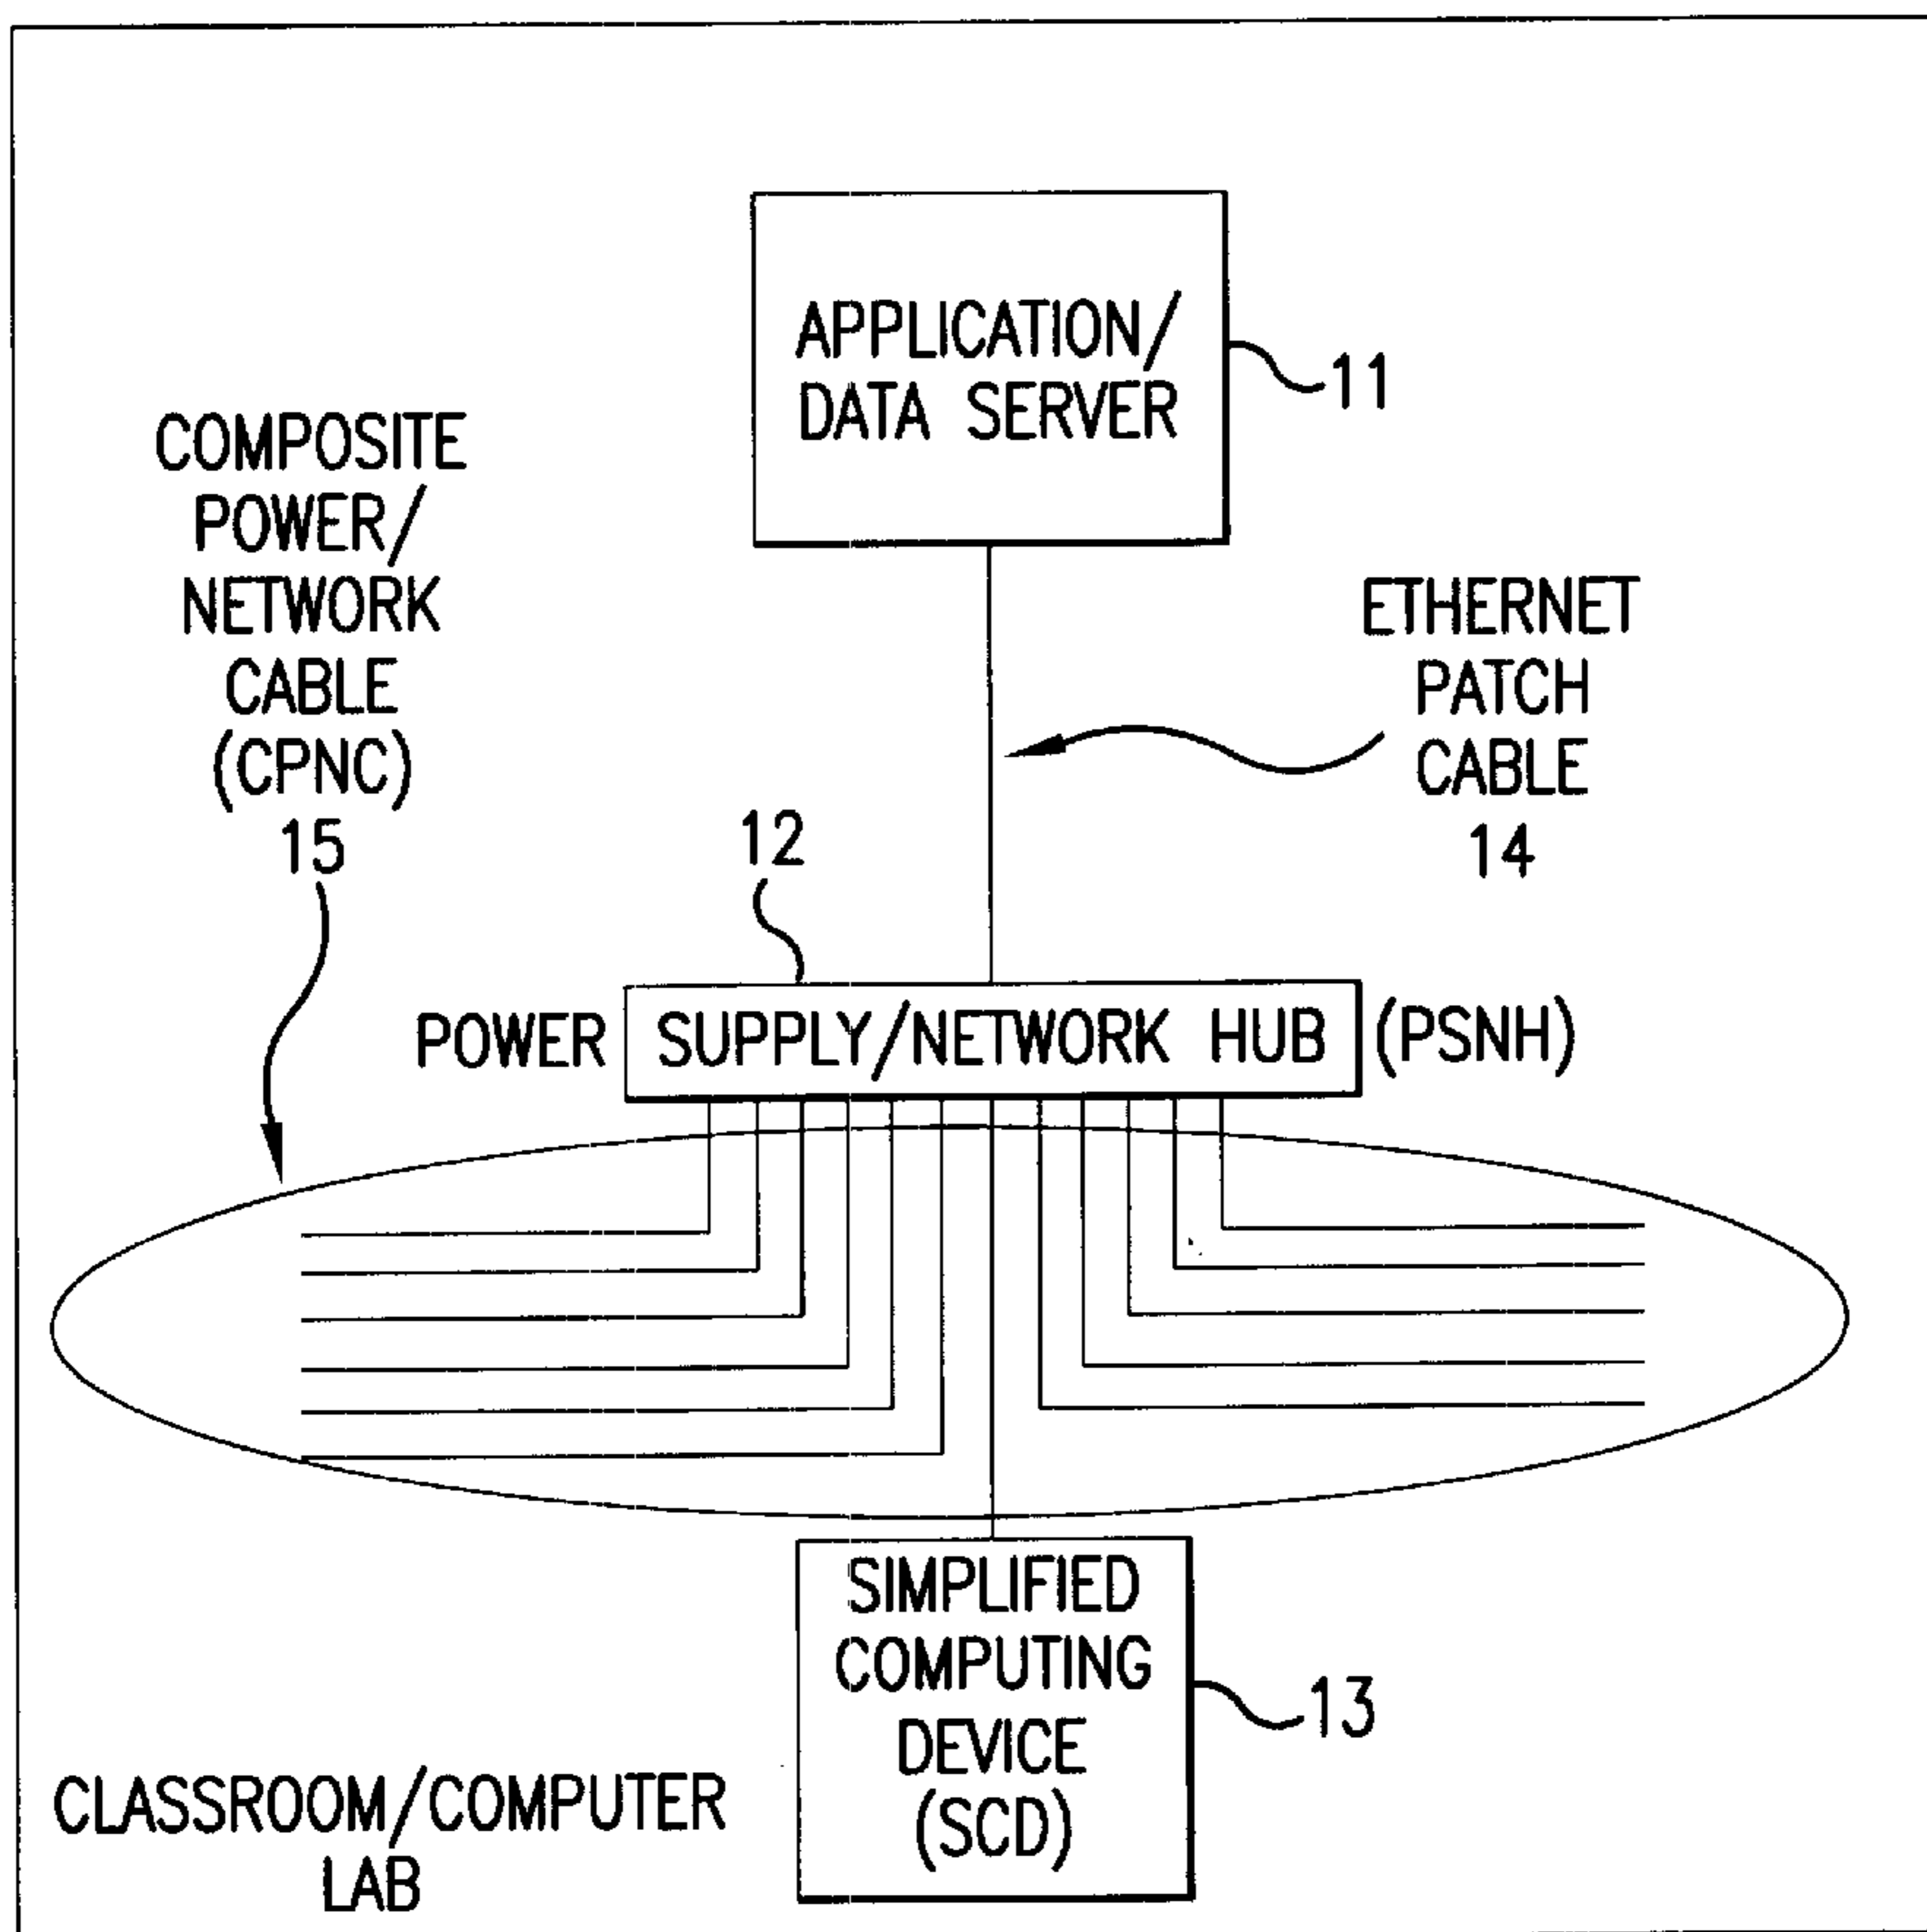 APPLICATION/
DATA SERVER
11
COMPOSITE
POWER/
NETWORK
CABLE
(CPNC)
15
ETHERNET
PATCH
CABLE
14
12
POWER SUPPLY/NETWORK HUB (PSNH)
SIMPLIFIED
COMPUTING
DEVICE
(SCD)
13
CLASSROOM/COMPUTER
LAB